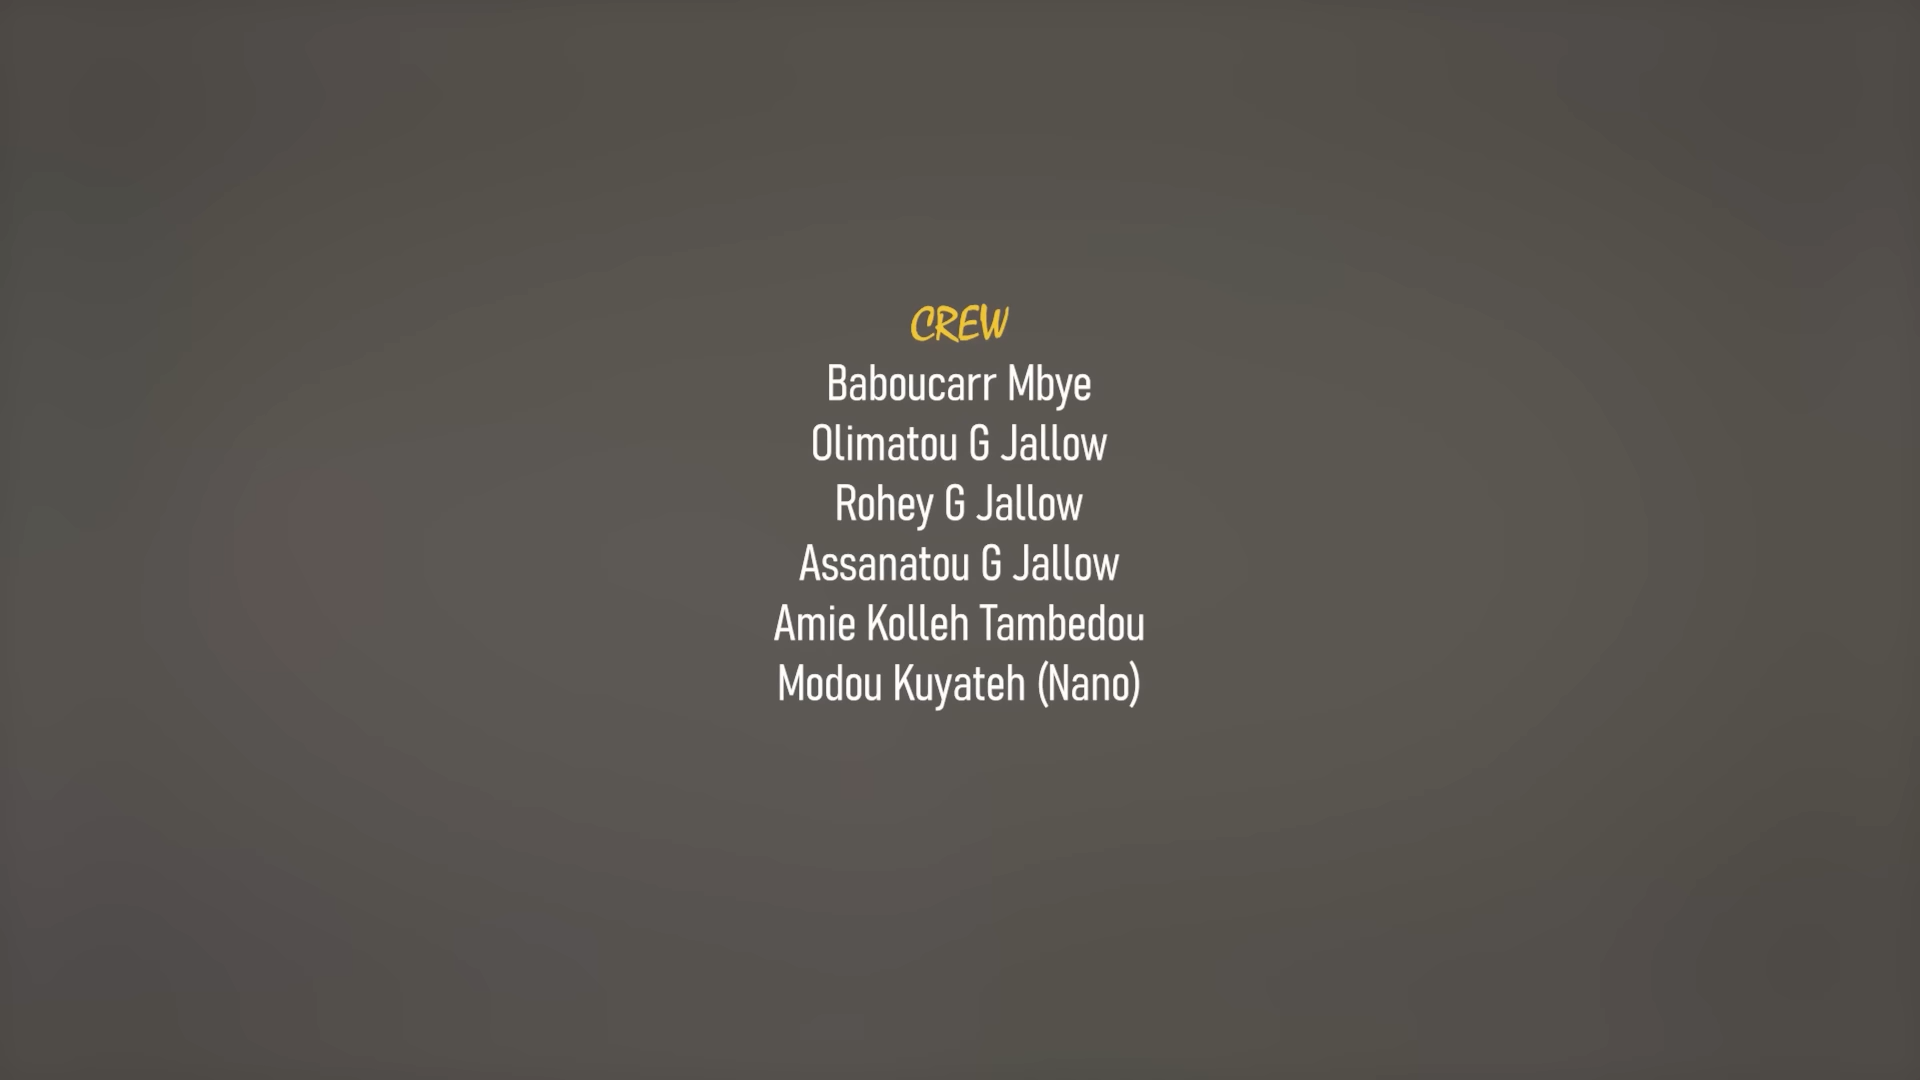 CREW
Baboucarr Mbye
Olimatou G Jallow
Rohey G Jallow
Assanatou G Jallow
Amie Kolleh Tambedou
Modou Kuyateh (Nano)